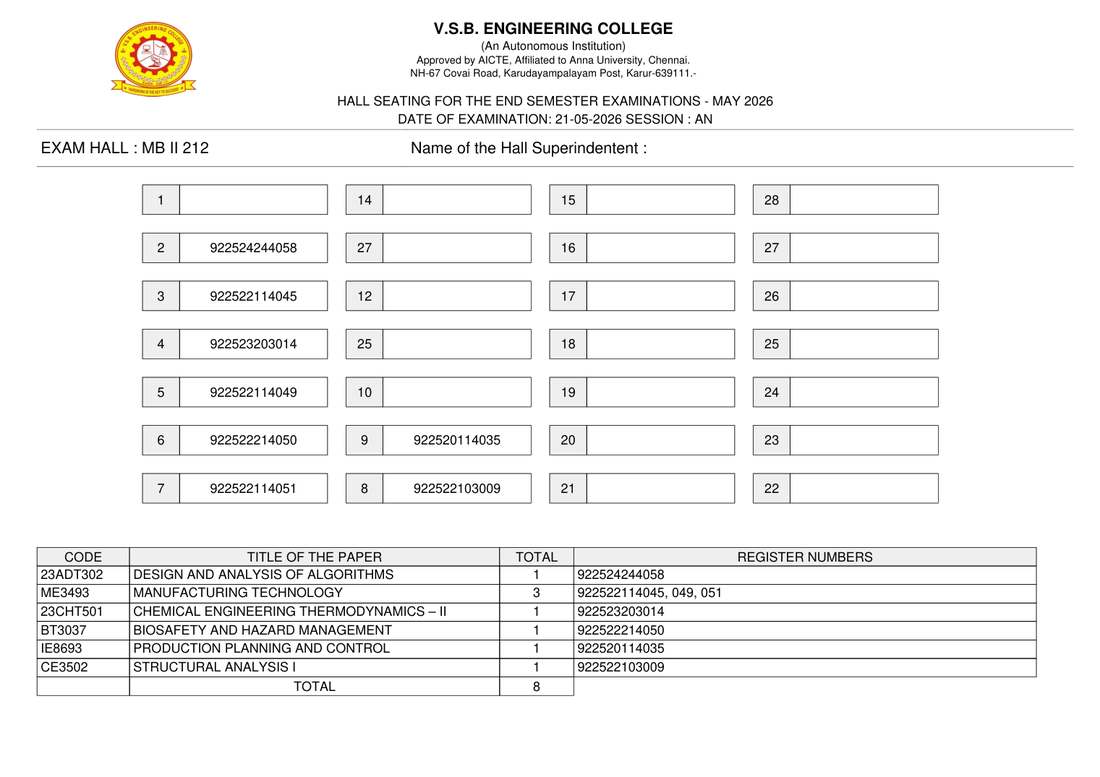 V.S.B. ENGINEERING COLLEGE
(An Autonomous Institution)
Approved by AICTE, Affiliated to Anna University, Chennai.
NH-67 Covai Road, Karudayampalayam Post, Karur-639111.-
HALL SEATING FOR THE END SEMESTER EXAMINATIONS - MAY 2026
DATE OF EXAMINATION: 21-05-2026 SESSION : AN
EXAM HALL : MB II 212 Name of the Hall Superindentent :
1 14 15 28
2 922524244058 27 16 27
3 922522114045 12 17 26
4 922523203014 25 18 25
5 922522114049 10 19 24
6 922522214050 9 922520114035 20 23
7 922522114051 8 922522103009 21 22
CODE TITLE OF THE PAPER TOTAL REGISTER NUMBERS
23ADT302 DESIGN AND ANALYSIS OF ALGORITHMS 1 922524244058
ME3493 MANUFACTURING TECHNOLOGY 3 922522114045, 049, 051
23CHT501 CHEMICAL ENGINEERING THERMODYNAMICS – II 1 922523203014
BT3037 BIOSAFETY AND HAZARD MANAGEMENT 1 922522214050
IE8693 PRODUCTION PLANNING AND CONTROL 1 922520114035
CE3502 STRUCTURAL ANALYSIS I 1 922522103009
TOTAL 8